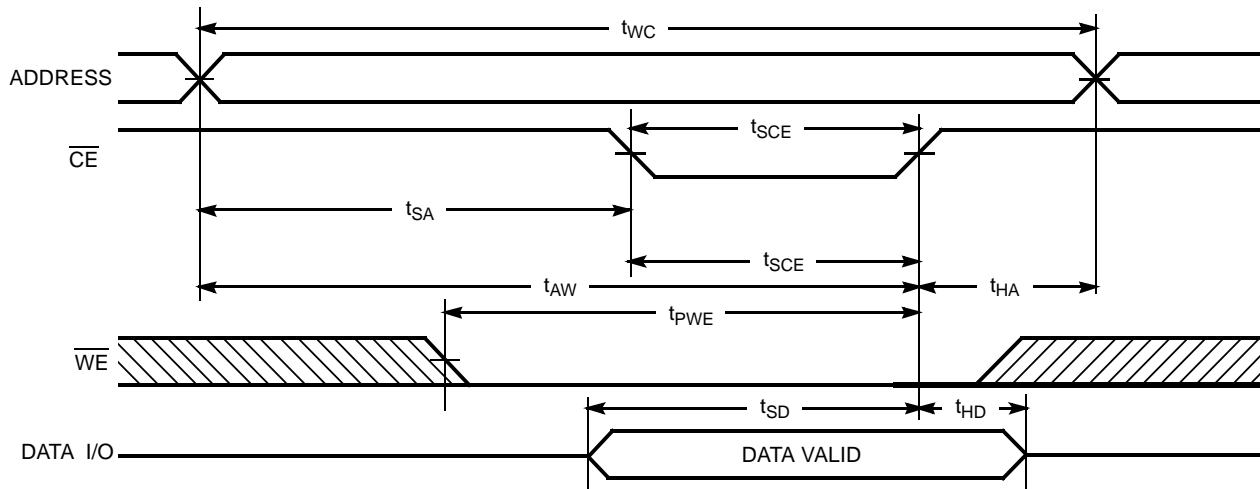 tWC
ADDRESS
tSCE
CE
tSA
tSCE
tAW
tHA
tPWE
WE
tSD
tHD
DATA I/O
DATA VALID